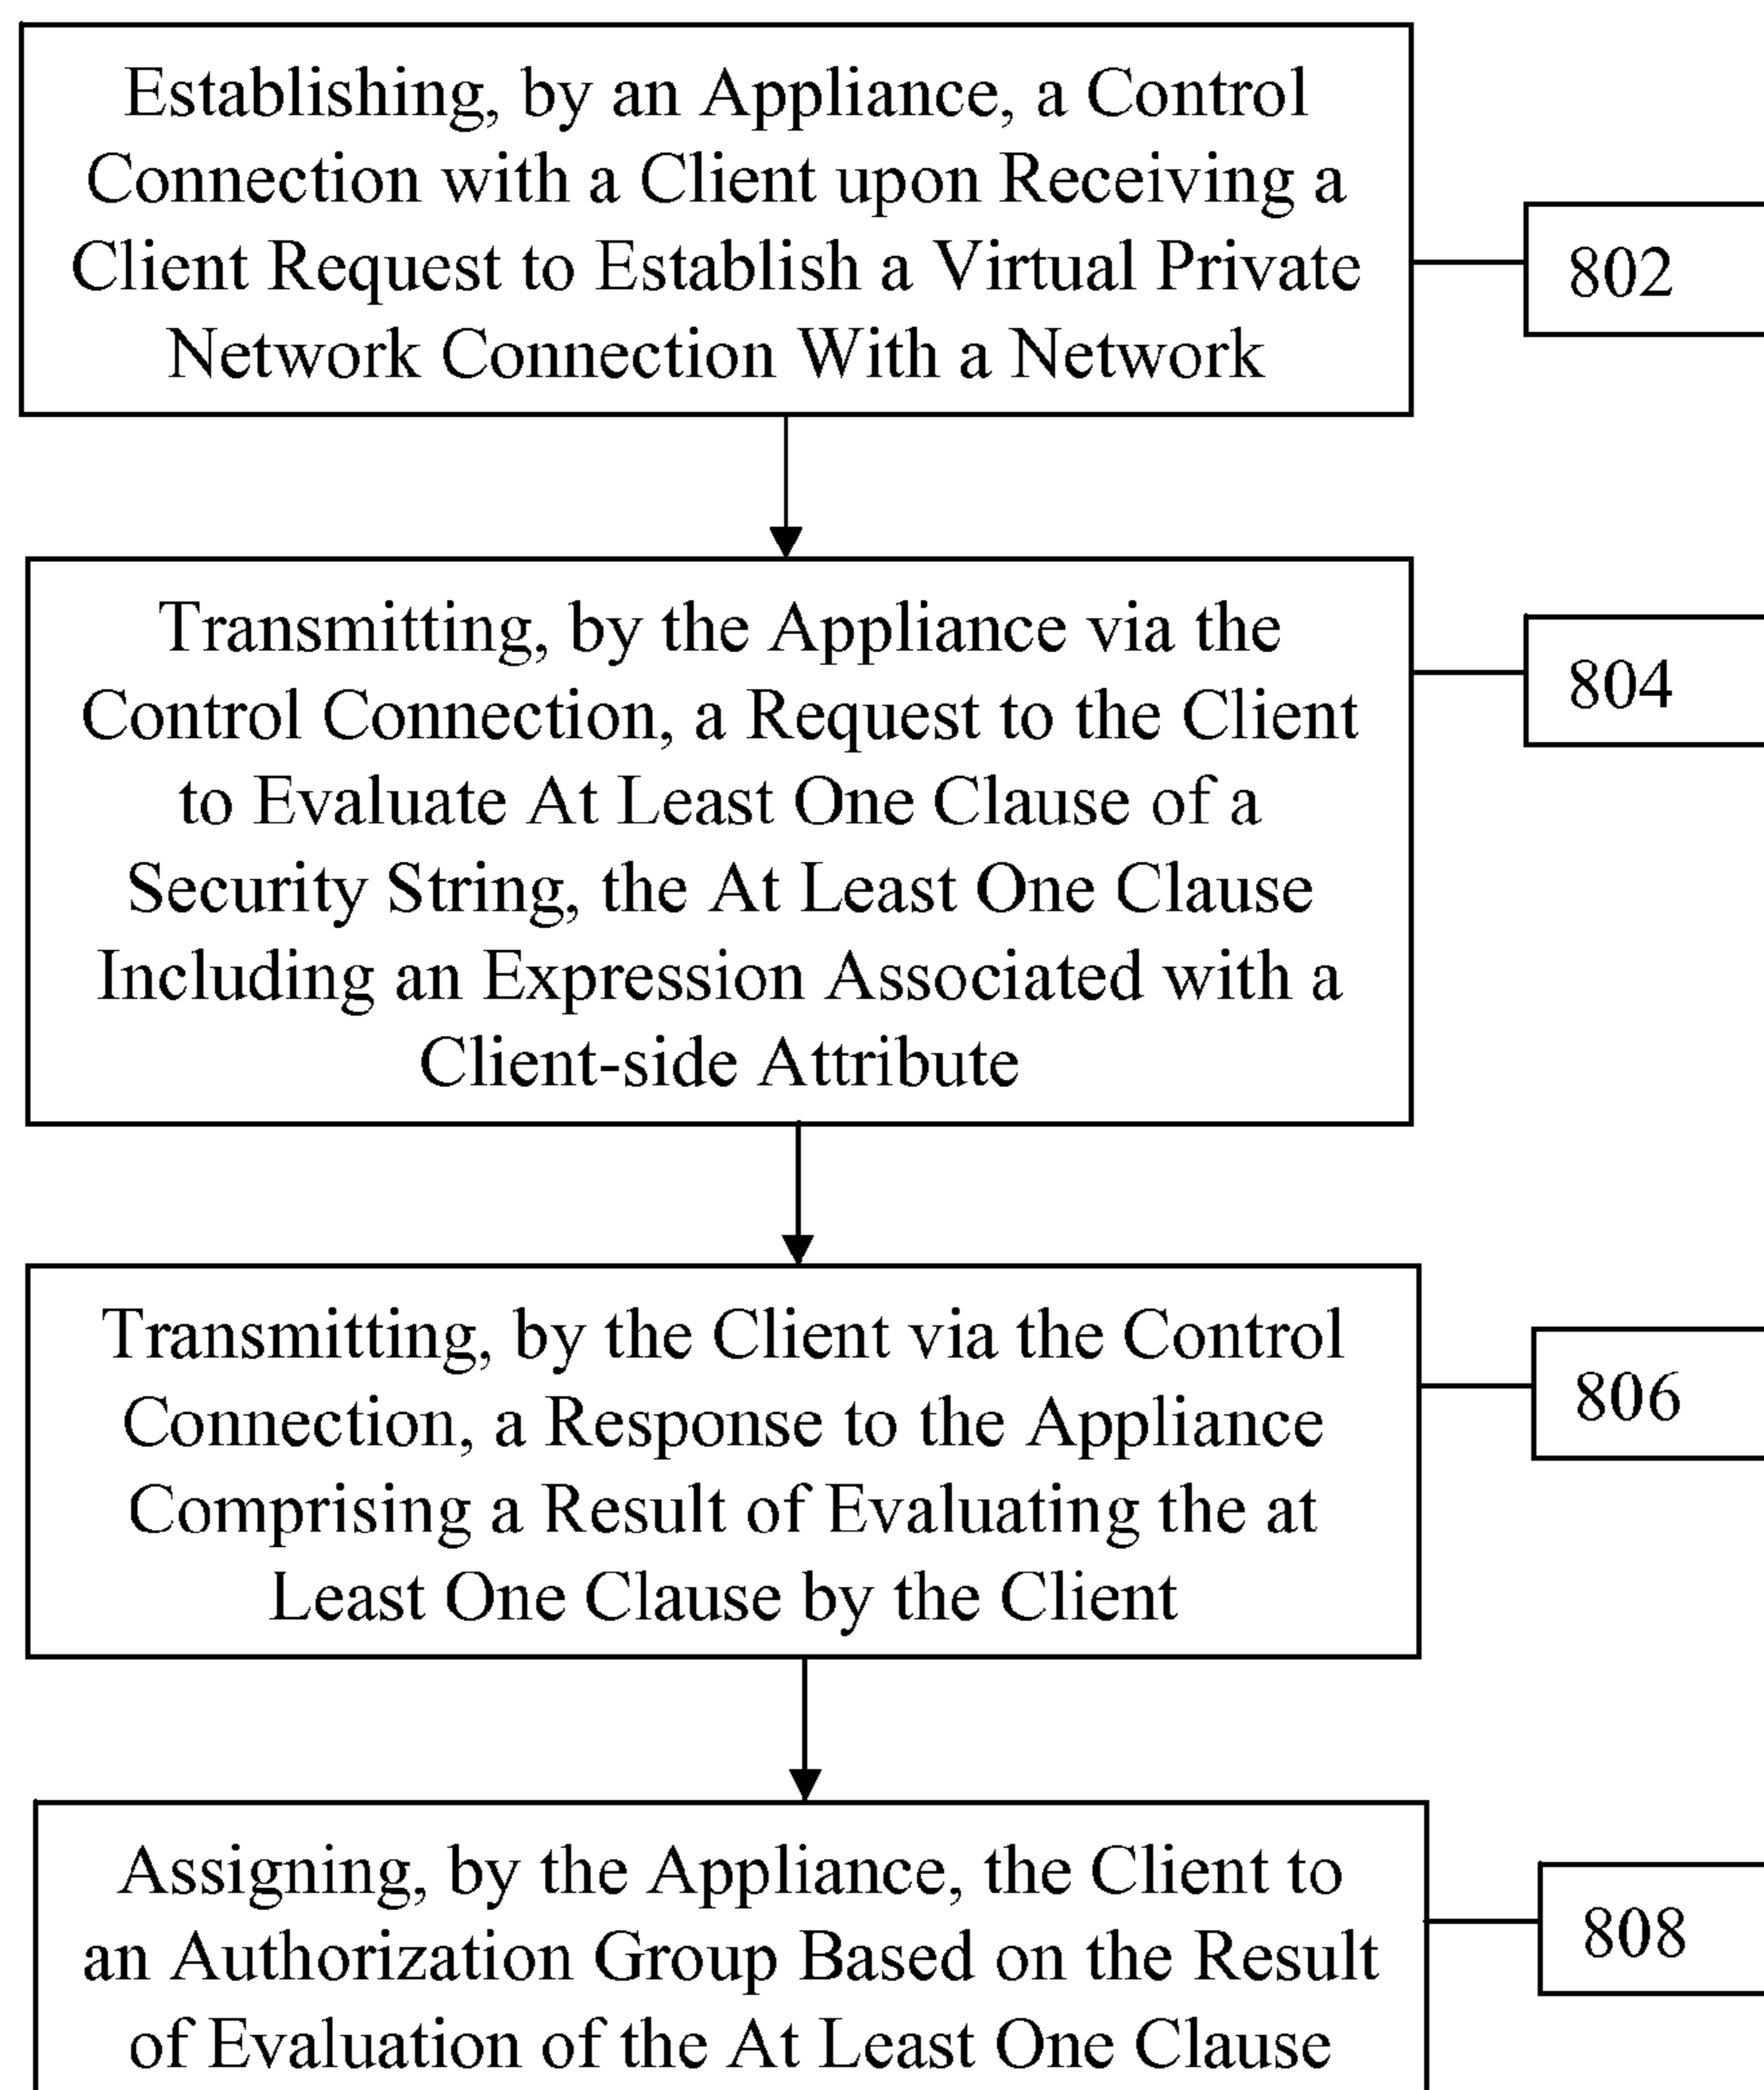 Establishing, by an Appliance, a Control
Connection with a Client upon Receiving a
Client Request to Establish a Virtual Private
Network Connection With a Network
802
Transmitting, by the Appliance via the
Control Connection, a Request to the Client
to Evaluate At Least One Clause of a
Security String, the At Least One Clause
Including an Expression Associated with a
Client-side Attribute
804
Transmitting, by the Client via the Control
Connection, a Response to the Appliance
Comprising a Result of Evaluating the at
Least One Clause by the Client
806
Assigning, by the Appliance, the Client to
an Authorization Group Based on the Result
of Evaluation of the At Least One Clause
808